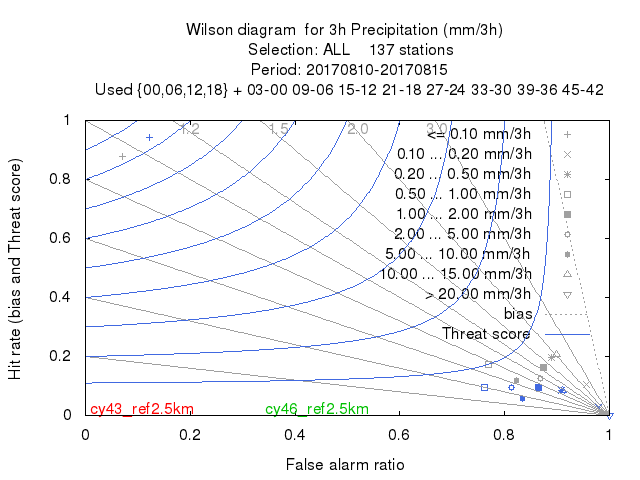 Wilson diagram  for 3h Precipitation (mm/3h)
Selection: ALL    137 stations
Period: 20170810-20170815
Used {00,06,12,18} + 03-00 09-06 15-12 21-18 27-24 33-30 39-36 45-42
1 1.2 1.5 2.0 3.0
<= 0.10 mm/3h
0.10 ... 0.20 mm/3h
0.8
0.20 ... 0.50 mm/3h
0.50 ... 1.00 mm/3h
1.00 ... 2.00 mm/3h
0.6
2.00 ... 5.00 mm/3h
5.00 ... 10.00 mm/3h
10.00 ... 15.00 mm/3h
0.4
> 20.00 mm/3h
bias
Threat score
0.2
Hit rate (bias and Threat score)
cy43_ref2.5km cy46_ref2.5km
0
0 0.2 0.4 0.6 0.8 1
False alarm ratio